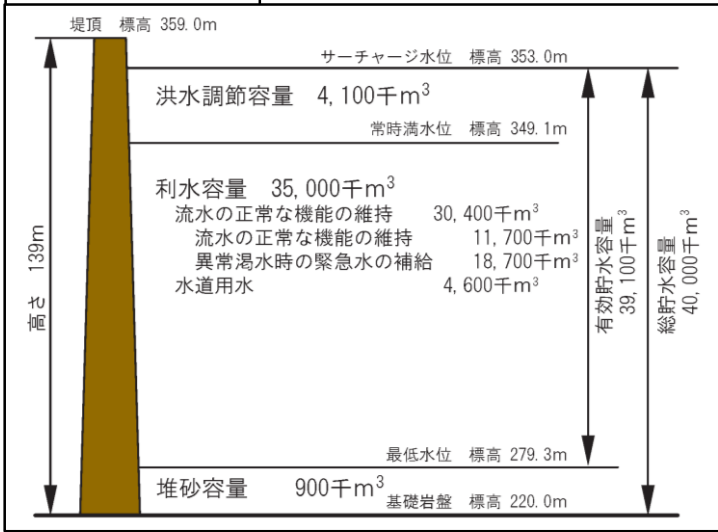 堤頂 標高 359.0m
サーチャージ水位 標高 353.0m
洪水調節容量 4,100千m³
常時満水位 標高 349.1m
利水容量 35,000千m³
流水の正常な機能の維持 30,400千m³
流水の正常な機能の維持 11,700千m³
異常渇水時の緊急水の補給 18,700千m³
水道用水 4,600千m³
高さ 139m
有効貯水容量
39,100千m³
総貯水容量
40,000千m³
最低水位 標高 279.3m
堆砂容量 900千m³
基礎岩盤 標高 220.0m